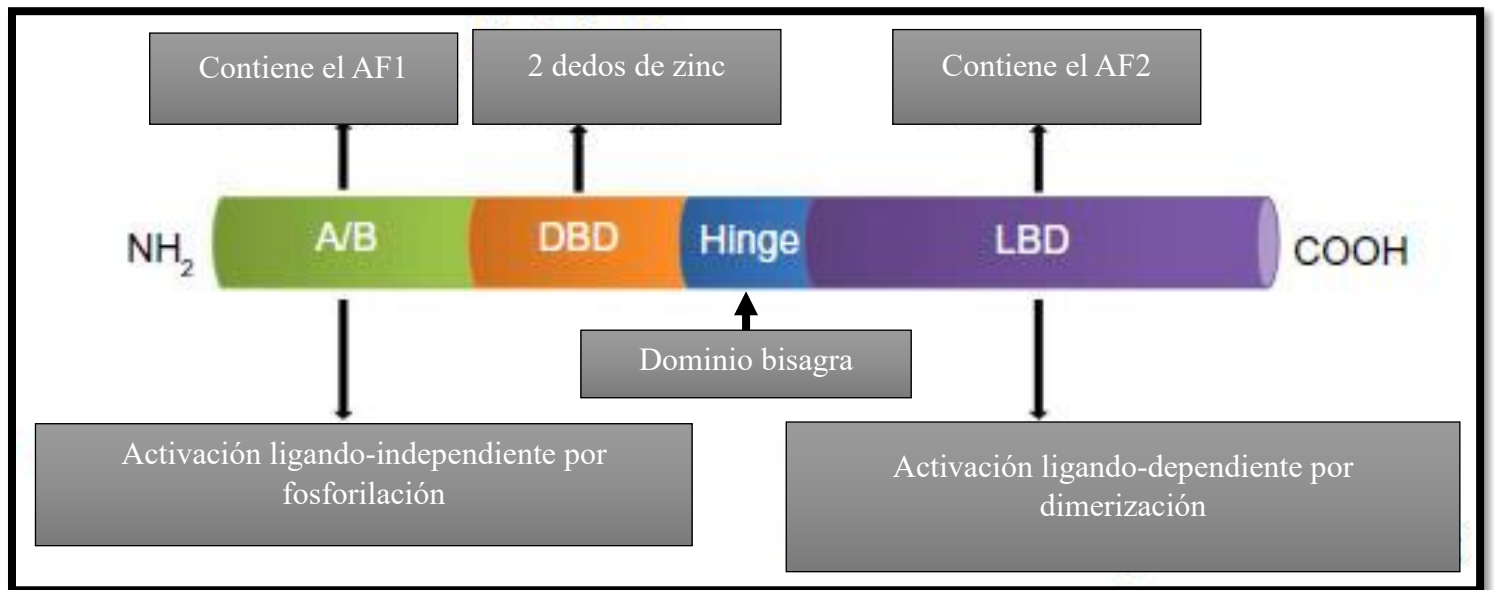 Contiene el AF1
2 dedos de zinc
Contiene el AF2
NH₂
A/B
DBD
Hinge
LBD
COOH
Dominio bisagra
Activación ligando-independiente por
fosforilación
Activación ligando-dependiente por
dimerización